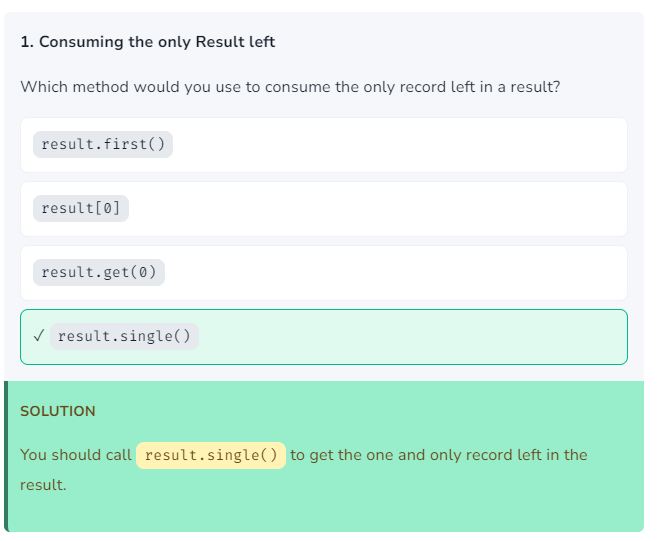 1. Consuming the only Result left
Which method would you use to consume the only record left in a result?
result.first()
result[0]
result.get(0)
✓ result.single()
SOLUTION
You should call result.single() to get the one and only record left in the
result.